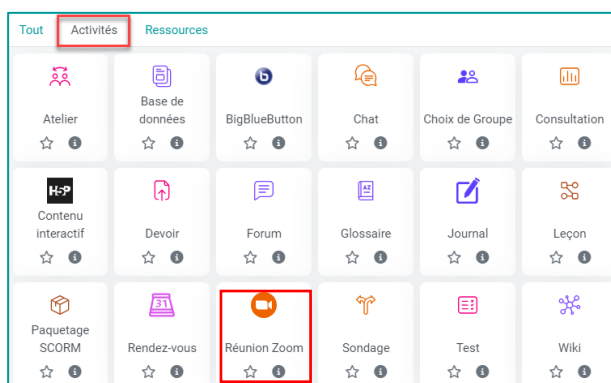 Tout Activités Ressources
Atelier
Base de
données
BigBlueButton
Chat
Choix de Groupe
Consultation
H-P
Contenu
interactif
Devoir
Forum
Glossaire
Journal
Leçon
Paquetage
SCORM
31
Rendez-vous
Réunion Zoom
Sondage
Test
Wiki